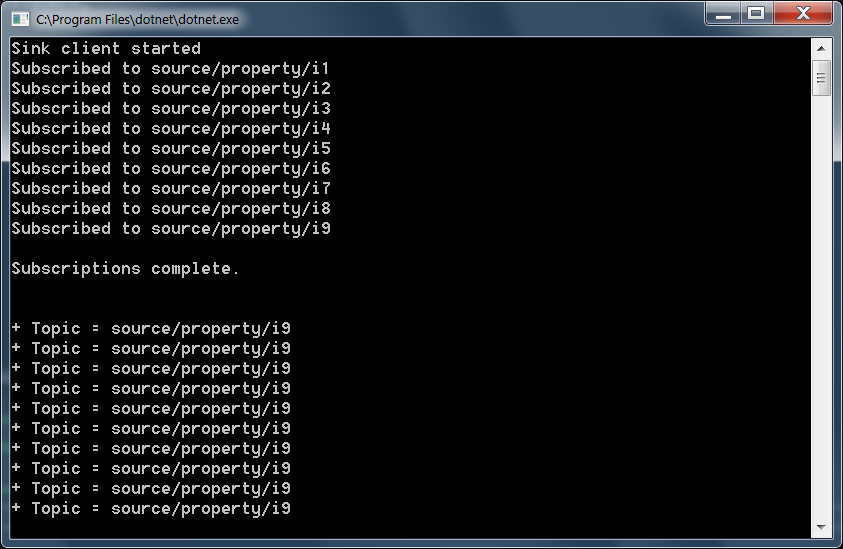 C:\Program Files\dotnet\dotnet.exe
Sink client started
Subscribed to source/property/i1
Subscribed to source/property/i2
Subscribed to source/property/i3
Subscribed to source/property/i4
Subscribed to source/property/i5
Subscribed to source/property/i6
Subscribed to source/property/i7
Subscribed to source/property/i8
Subscribed to source/property/i9
Subscriptions complete.
+ Topic = source/property/i9
+ Topic = source/property/i9
+ Topic = source/property/i9
+ Topic = source/property/i9
+ Topic = source/property/i9
+ Topic = source/property/i9
+ Topic = source/property/i9
+ Topic = source/property/i9
+ Topic = source/property/i9
+ Topic = source/property/i9